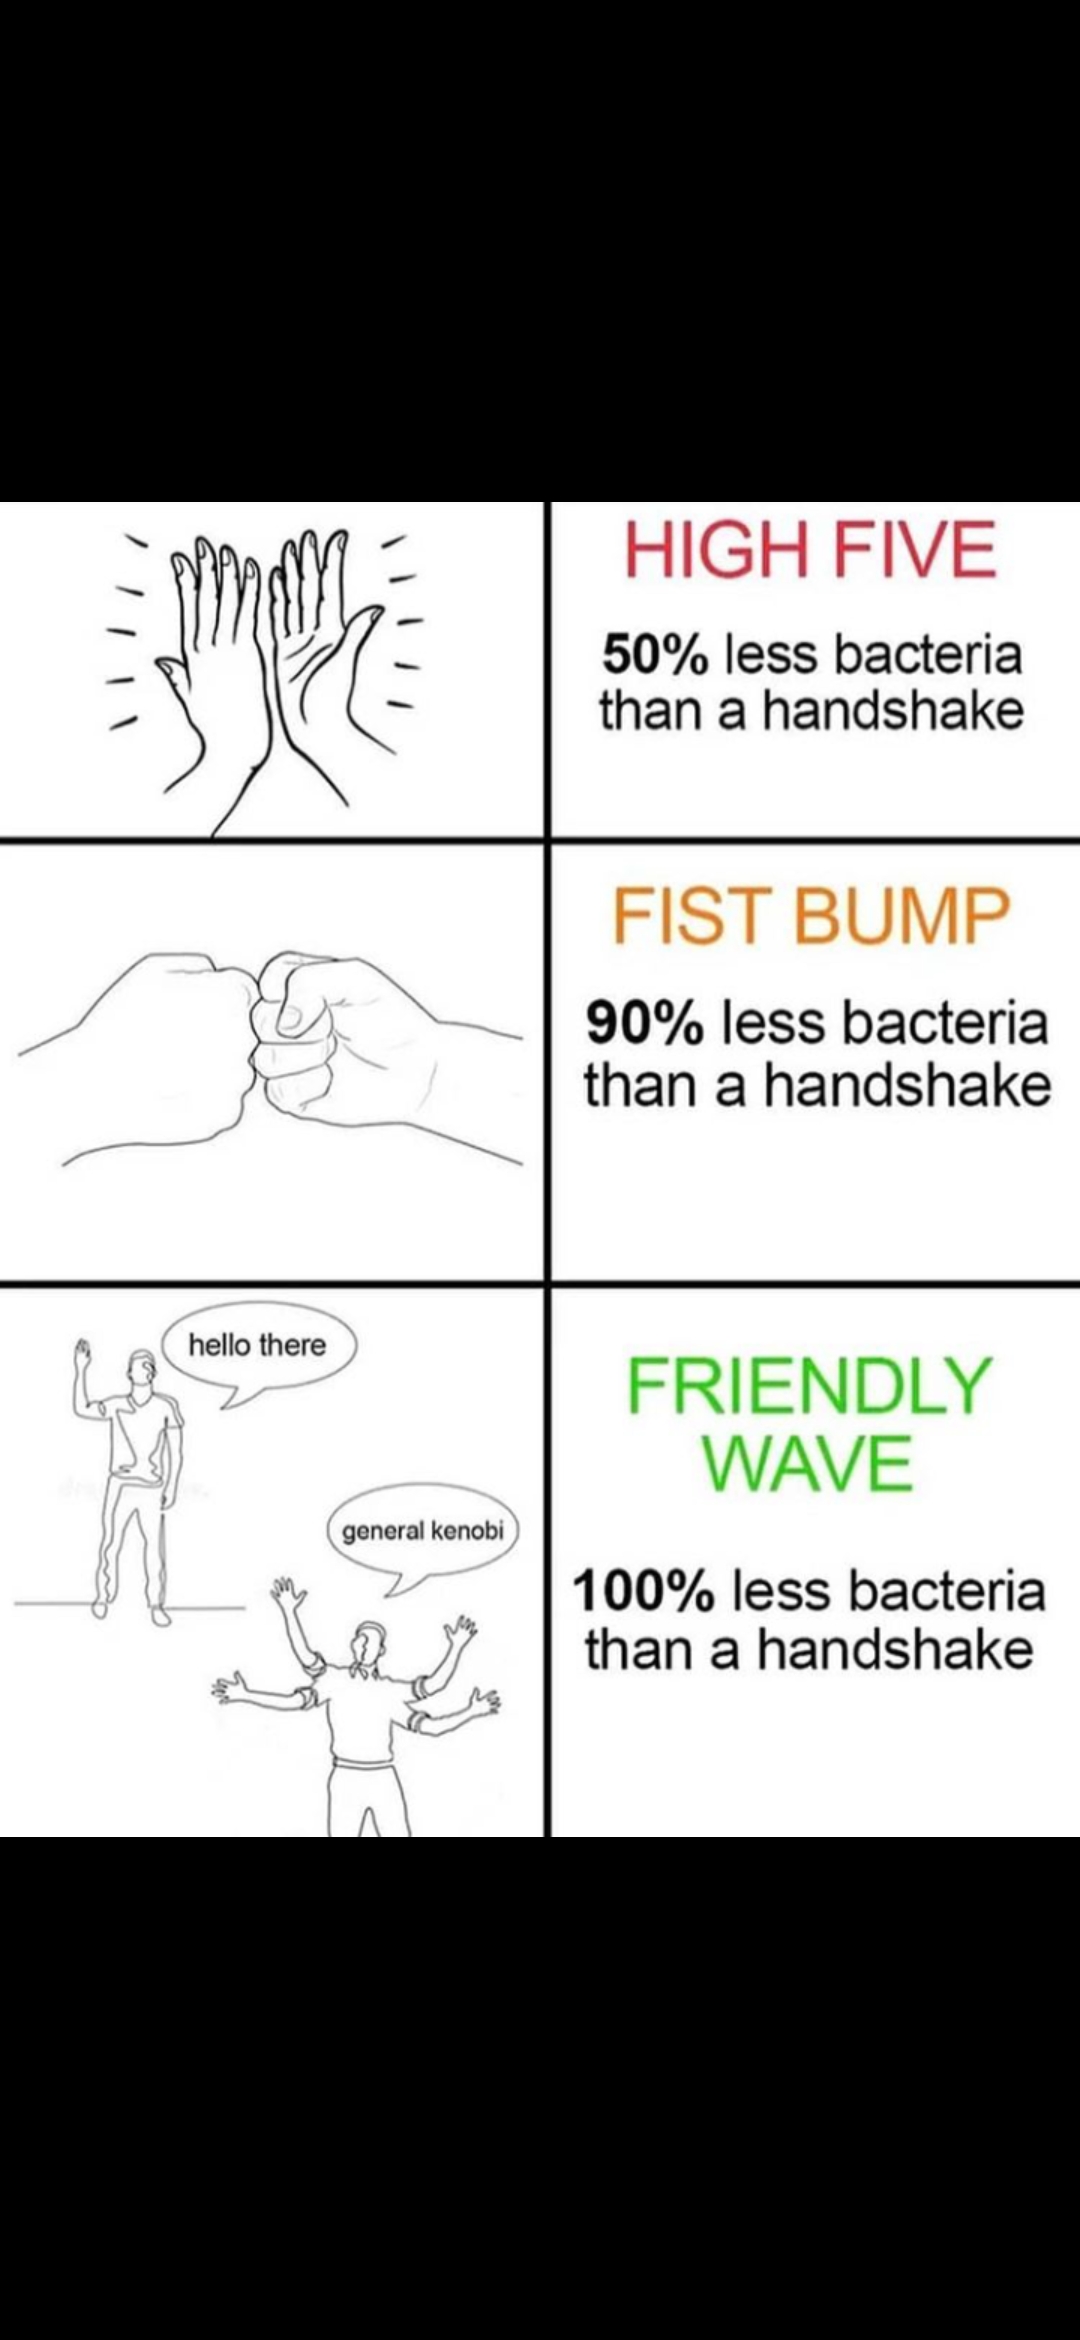 HIGH FIVE
50% less bacteria
than a handshake
FIST BUMP
90% less bacteria
than a handshake
hello there
general kenobi
FRIENDLY
WAVE
100% less bacteria
than a handshake